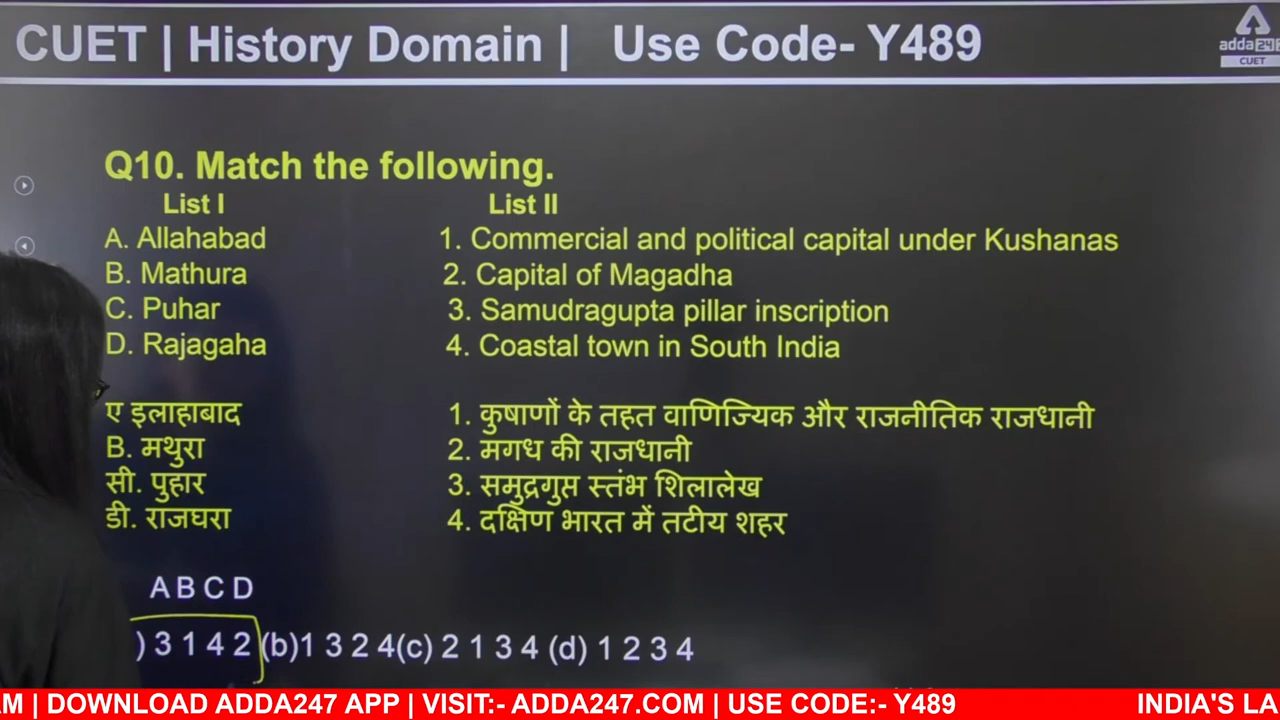 CUET | History Domain | Use Code- Y489
adda 247
CUET
Q10. Match the following.
List I List II
A. Allahabad 1. Commercial and political capital under Kushanas
B. Mathura 2. Capital of Magadha
C. Puhar 3. Samudragupta pillar inscription
D. Rajagaha 4. Coastal town in South India
ए इलाहाबाद 1. कुषाणों के तहत वाणिज्यिक और राजनीतिक राजधानी
B. मथुरा 2. मगध की राजधानी
सी. पुहार 3. समुद्रगुप्त स्तंभ शिलालेख
डी. राजघरा 4. दक्षिण भारत में तटीय शहर
A B C D
) 3 1 4 2 (b)1 3 2 4(c) 2 1 3 4 (d) 1 2 3 4
AM | DOWNLOAD ADDA247 APP | VISIT:- ADDA247.COM | USE CODE:- Y489 INDIA'S LA